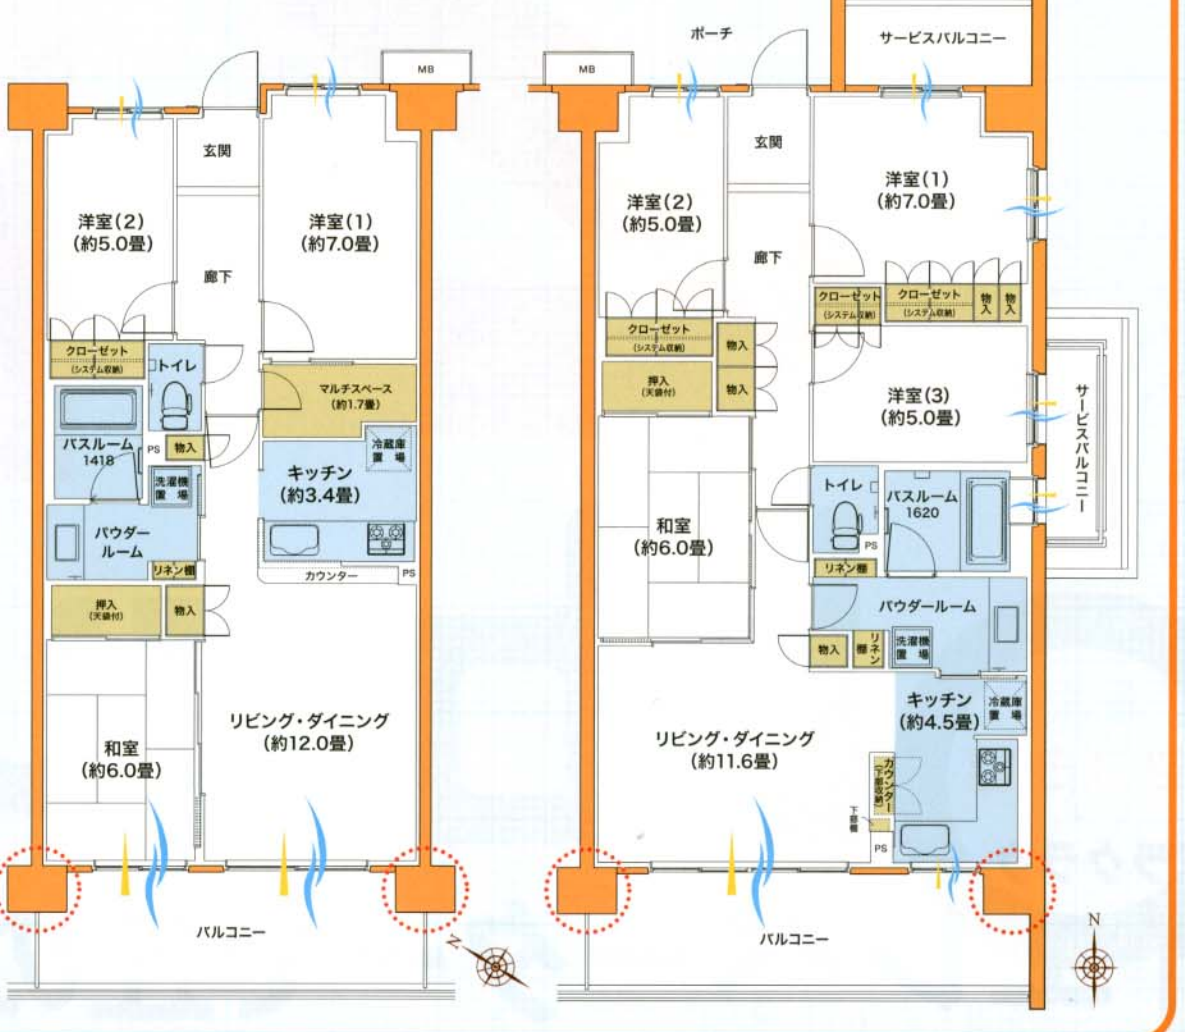 MB
洋室(2)
(約5.0畳)
玄関
洋室(1)
(約7.0畳)
廊下
クローゼット
(システム収納)
トイレ
マルチスペース
(約1.7畳)
バスルーム
1418
PS
物入
冷蔵庫
置場
洗濯機
置場
キッチン
(約3.4畳)
パウダー
ルーム
リネン棚
カウンター
PS
押入
(天袋付)
物入
和室
(約6.0畳)
リビング・ダイニング
(約12.0畳)
バルコニー
N
ポーチ
サービスバルコニー
MB
洋室(2)
(約5.0畳)
玄関
洋室(1)
(約7.0畳)
廊下
クローゼット
(システム収納)
クローゼット
(システム収納)
物入
物入
クローゼット
(システム収納)
物入
押入
(天袋付)
物入
洋室(3)
(約5.0畳)
サービスバルコニー
和室
(約6.0畳)
トイレ
バスルーム
1620
PS
リネン棚
パウダールーム
物入
リネン棚
洗濯機
置場
キッチン
(約4.5畳)
冷蔵庫
置場
リビング・ダイニング
(約11.6畳)
カウンター
(下部収納)
下部棚
PS
バルコニー
N